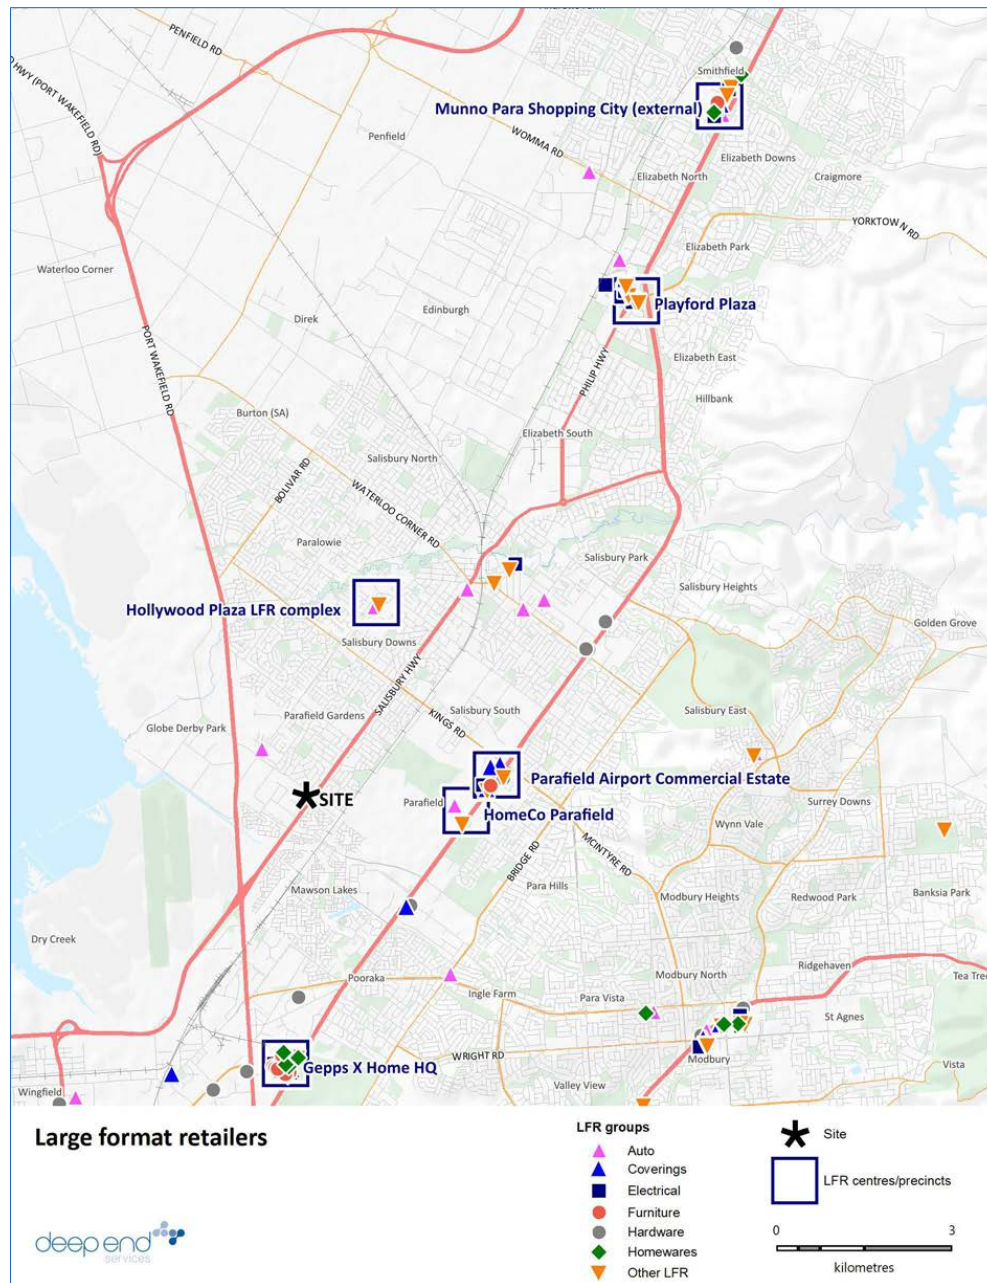 PENFIELD RD
Smithfield
Munno Para Shopping City (external)
HWY (PORT WAKEFIELD RD)
Penfield
WOMMA RD
Elizabeth Downs
Elizabeth North
Craigmore
YORKTOWN RD
Elizabeth Park
Waterloo Corner
Playford Plaza
Edinburgh
Direk
PORT WAKEFIELD RD
PHILIP HWY
Elizabeth East
Hillbank
Burton (SA)
Elizabeth South
Salisbury North
BOLIVAR RD
WATERLOO CORNER RD
Paralowie
Salisbury Park
Salisbury Heights
Hollywood Plaza LFR complex
Golden Grove
Salisbury Downs
SALISBURY HWY
Parafield Gardens
KINGS RD
Salisbury South
Salisbury East
Globe Derby Park
Parafield Airport Commercial Estate
SITE
Parafield
HomeCo Parafield
Surrey Downs
Wynn Vale
BRIDGE RD
MCINTYRE RD
Mawson Lakes
Para Hills
Modbury Heights
Redwood Park
Banksia Park
Dry Creek
Ridgehaven
Pooraka
Modbury North
Tea Tree
Ingle Farm
Para Vista
St Agnes
WRIGHT RD
Modbury
Gepps X Home HQ
Vista
Wingfield
Valley View
Large format retailers
LFR groups
Auto
Coverings
Electrical
Furniture
Hardware
Homewares
Other LFR
Site
LFR centres/precincts
0 3
kilometres
deep end
services